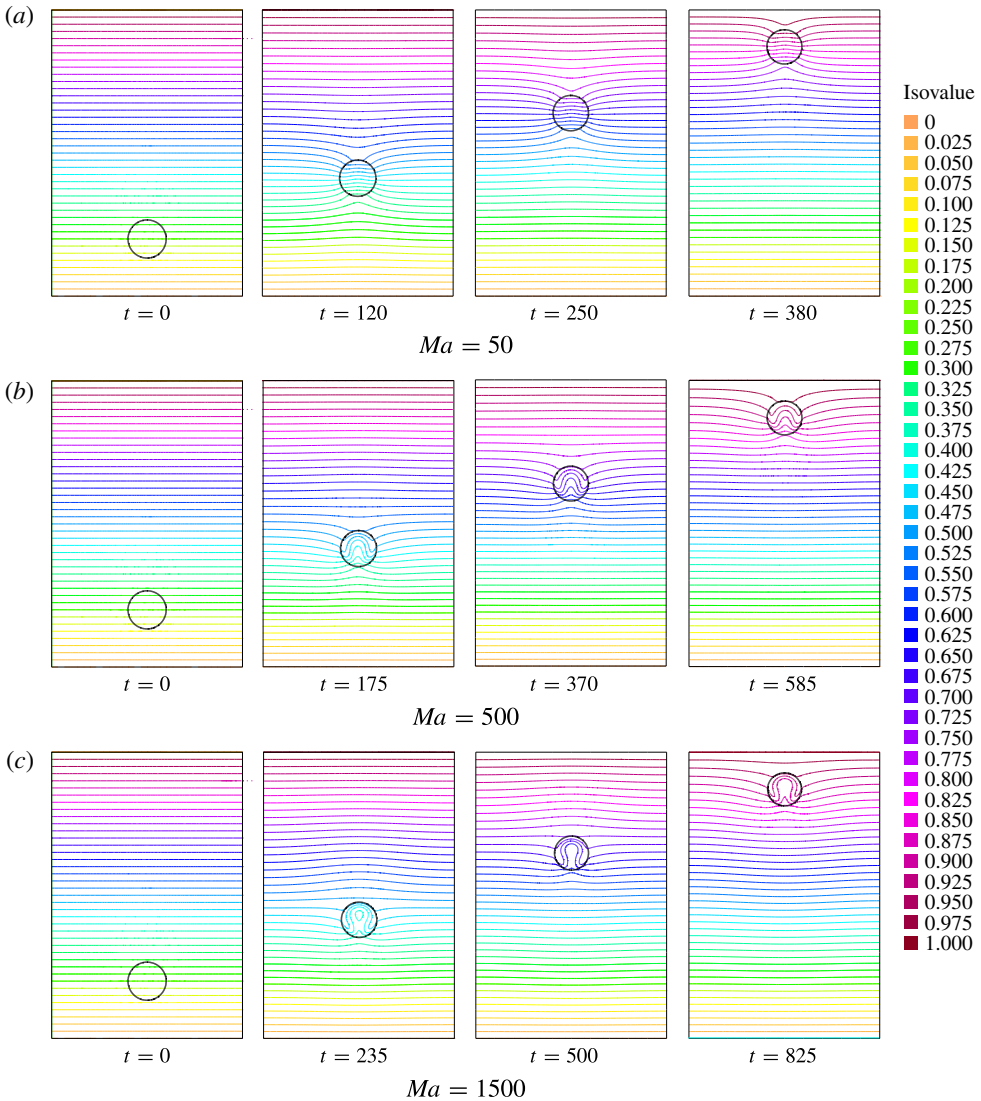 (a)
t = 0
t = 120
t = 250
t = 380
Ma = 50
(b)
t = 0
t = 175
t = 370
t = 585
Ma = 500
(c)
t = 0
t = 235
t = 500
t = 825
Ma = 1500
Isovalue
0
0.025
0.050
0.075
0.100
0.125
0.150
0.175
0.200
0.225
0.250
0.275
0.300
0.325
0.350
0.375
0.400
0.425
0.450
0.475
0.500
0.525
0.550
0.575
0.600
0.625
0.650
0.675
0.700
0.725
0.750
0.775
0.800
0.825
0.850
0.875
0.900
0.925
0.950
0.975
1.000